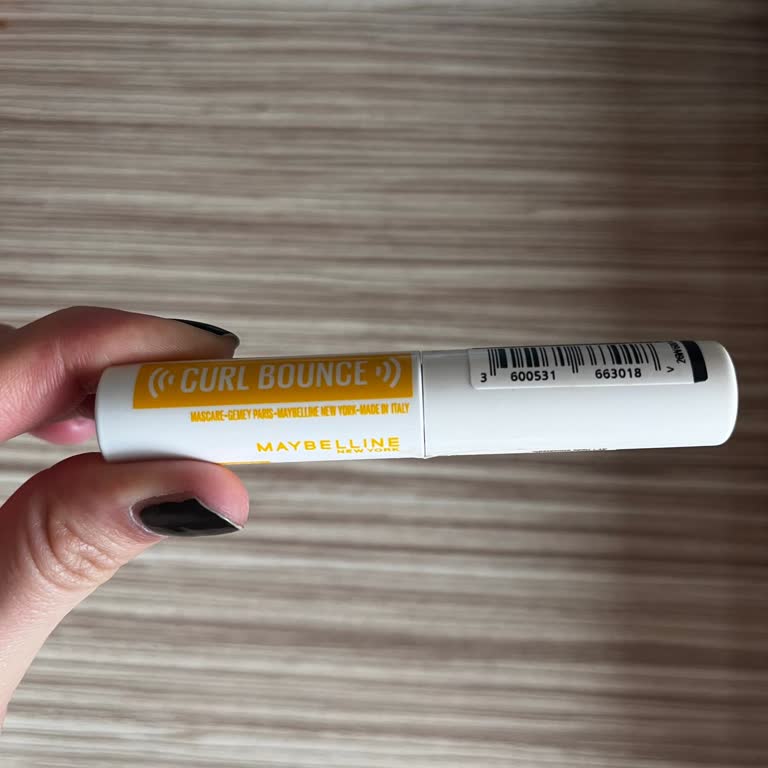 ((· CURL BOUNCE ·))
MASCARE-GEMEY PARIS-MAYBELLINE NEW YORK-MADE IN ITALY
MAYBELLINE
NEW YORK
3 600531 663018 V